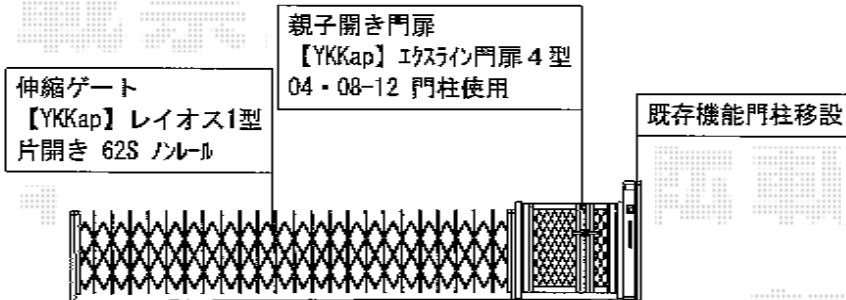 親子開き門扉
【YKKap】エクスライン門扉4型
04・08-12 門柱使用
伸縮ゲート
【YKKap】レイオス1型
片開き 62S ノンレール
既存機能門柱移設